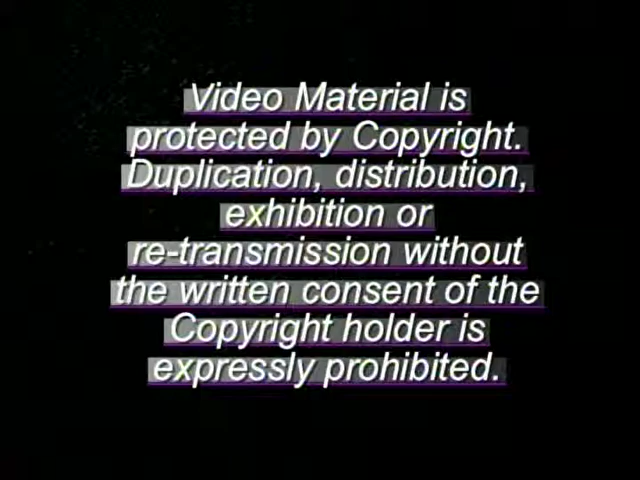 Video Material is
protected by Copyright.
Duplication, distribution,
exhibition or
re-transmission without
the written consent of the
Copyright holder is
expressly prohibited.